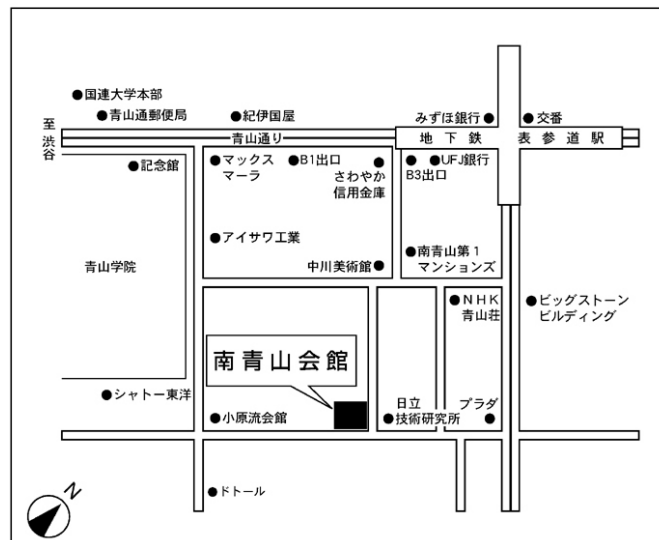 国連大学本部
青山通郵便局
紀伊国屋
みずほ銀行
交番
至渋谷
青山通り
地下鉄 表参道駅
記念館
マックス
マーラ
B1出口
さわやか
信用金庫
UFJ銀行
B3出口
アイサワ工業
中川美術館
南青山第1
マンションズ
青山学院
NHK
青山荘
ビッグストーン
ビルディング
南青山会館
シャトー東洋
小原流会館
日立
技術研究所
プラダ
ドトール
N